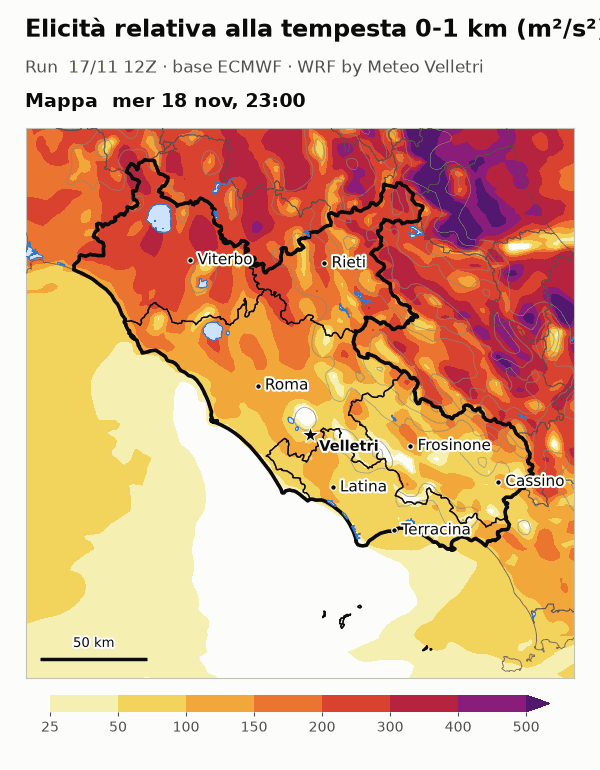 Elicità relativa alla tempesta 0-1 km (m²/s²)
Run 17/11 12Z · base ECMWF · WRF by Meteo Velletri
Mappa mer 18 nov, 23:00
Viterbo
Rieti
Roma
Velletri
Frosinone
Latina
Cassino
Terracina
50 km
25 50 100 150 200 300 400 500